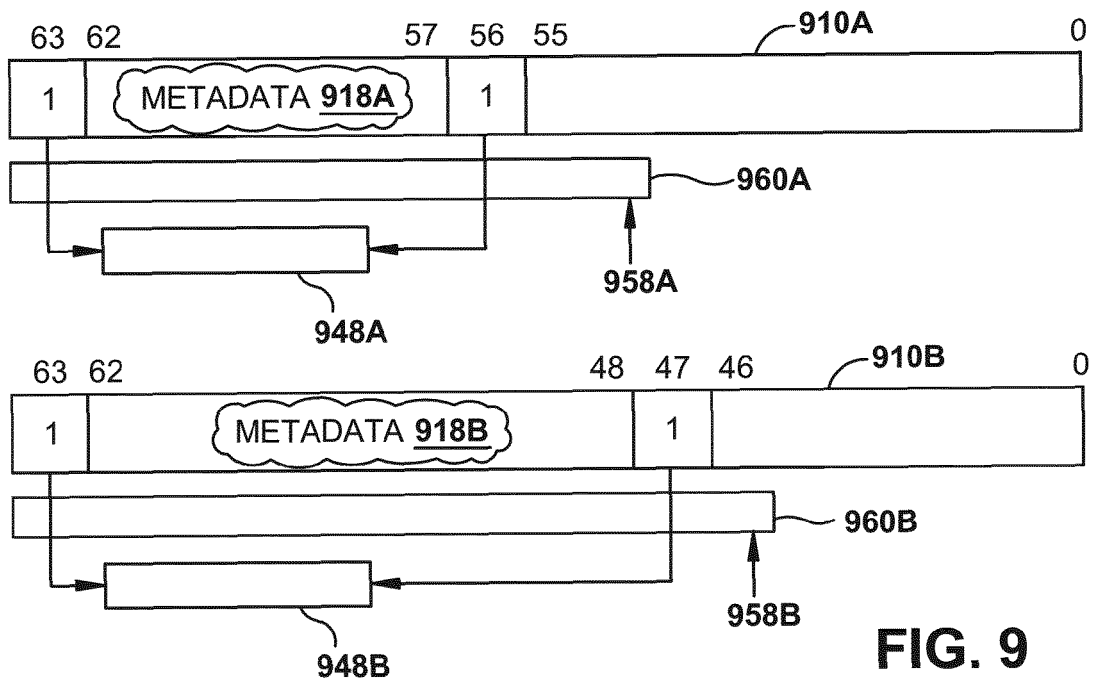 63 62 57 56 55 910A 0
1 METADATA 918A 1
960A
958A
948A
63 62 48 47 46 910B 0
1 METADATA 918B 1
960B
958B
948B
FIG. 9